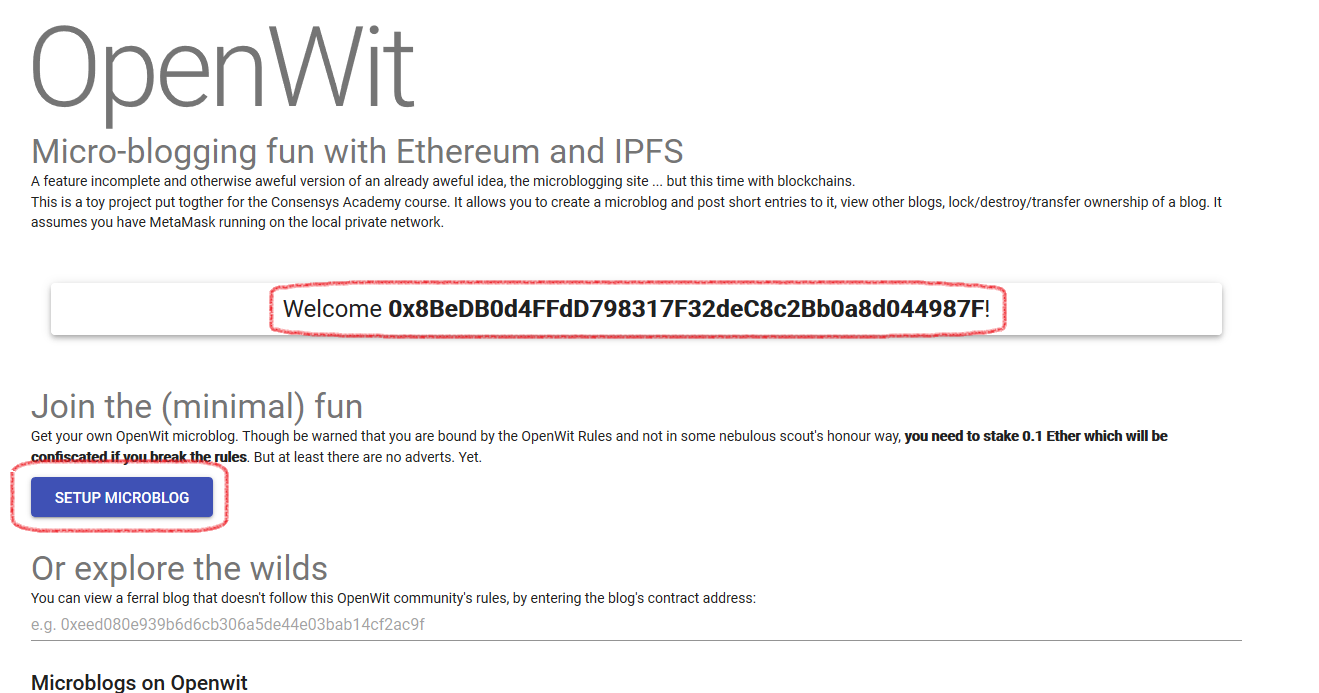 OpenWit
Micro-blogging fun with Ethereum and IPFS
A feature incomplete and otherwise aweful version of an already aweful idea, the microblogging site ... but this time with blockchains.
This is a toy project put togther for the Consensys Academy course. It allows you to create a microblog and post short entries to it, view other blogs, lock/destroy/transfer ownership of a blog. It
assumes you have MetaMask running on the local private network.
Welcome 0x8BeDB0d4FFdD798317F32deC8c2Bb0a8d044987F!
Join the (minimal) fun
Get your own OpenWit microblog. Though be warned that you are bound by the OpenWit Rules and not in some nebulous scout's honour way, you need to stake 0.1 Ether which will be
confiscated if you break the rules. But at least there are no adverts. Yet.
SETUP MICROBLOG
Or explore the wilds
You can view a ferral blog that doesn't follow this OpenWit community's rules, by entering the blog's contract address:
e.g. 0xeed080e939b6d6cb306a5de44e03bab14cf2ac9f
Microblogs on Openwit